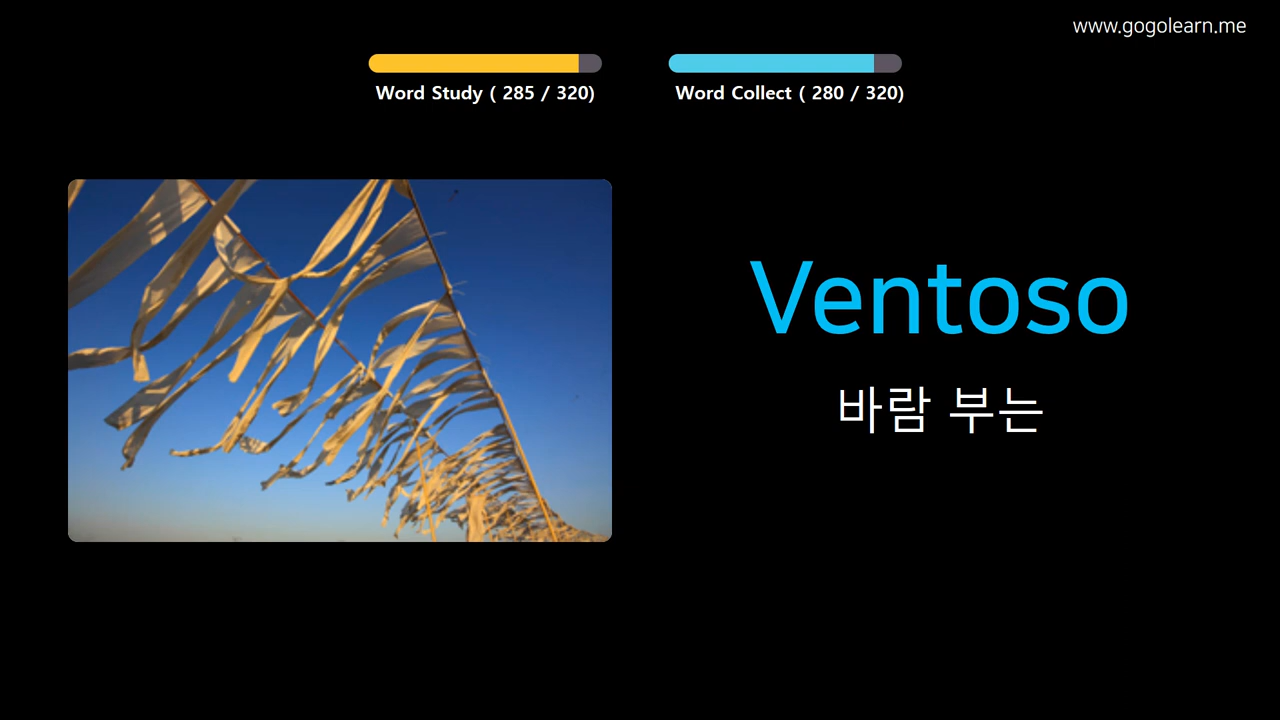 www.gogolearn.me
Word Study ( 285 / 320)
Word Collect ( 280 / 320)
Ventoso
바람 부는